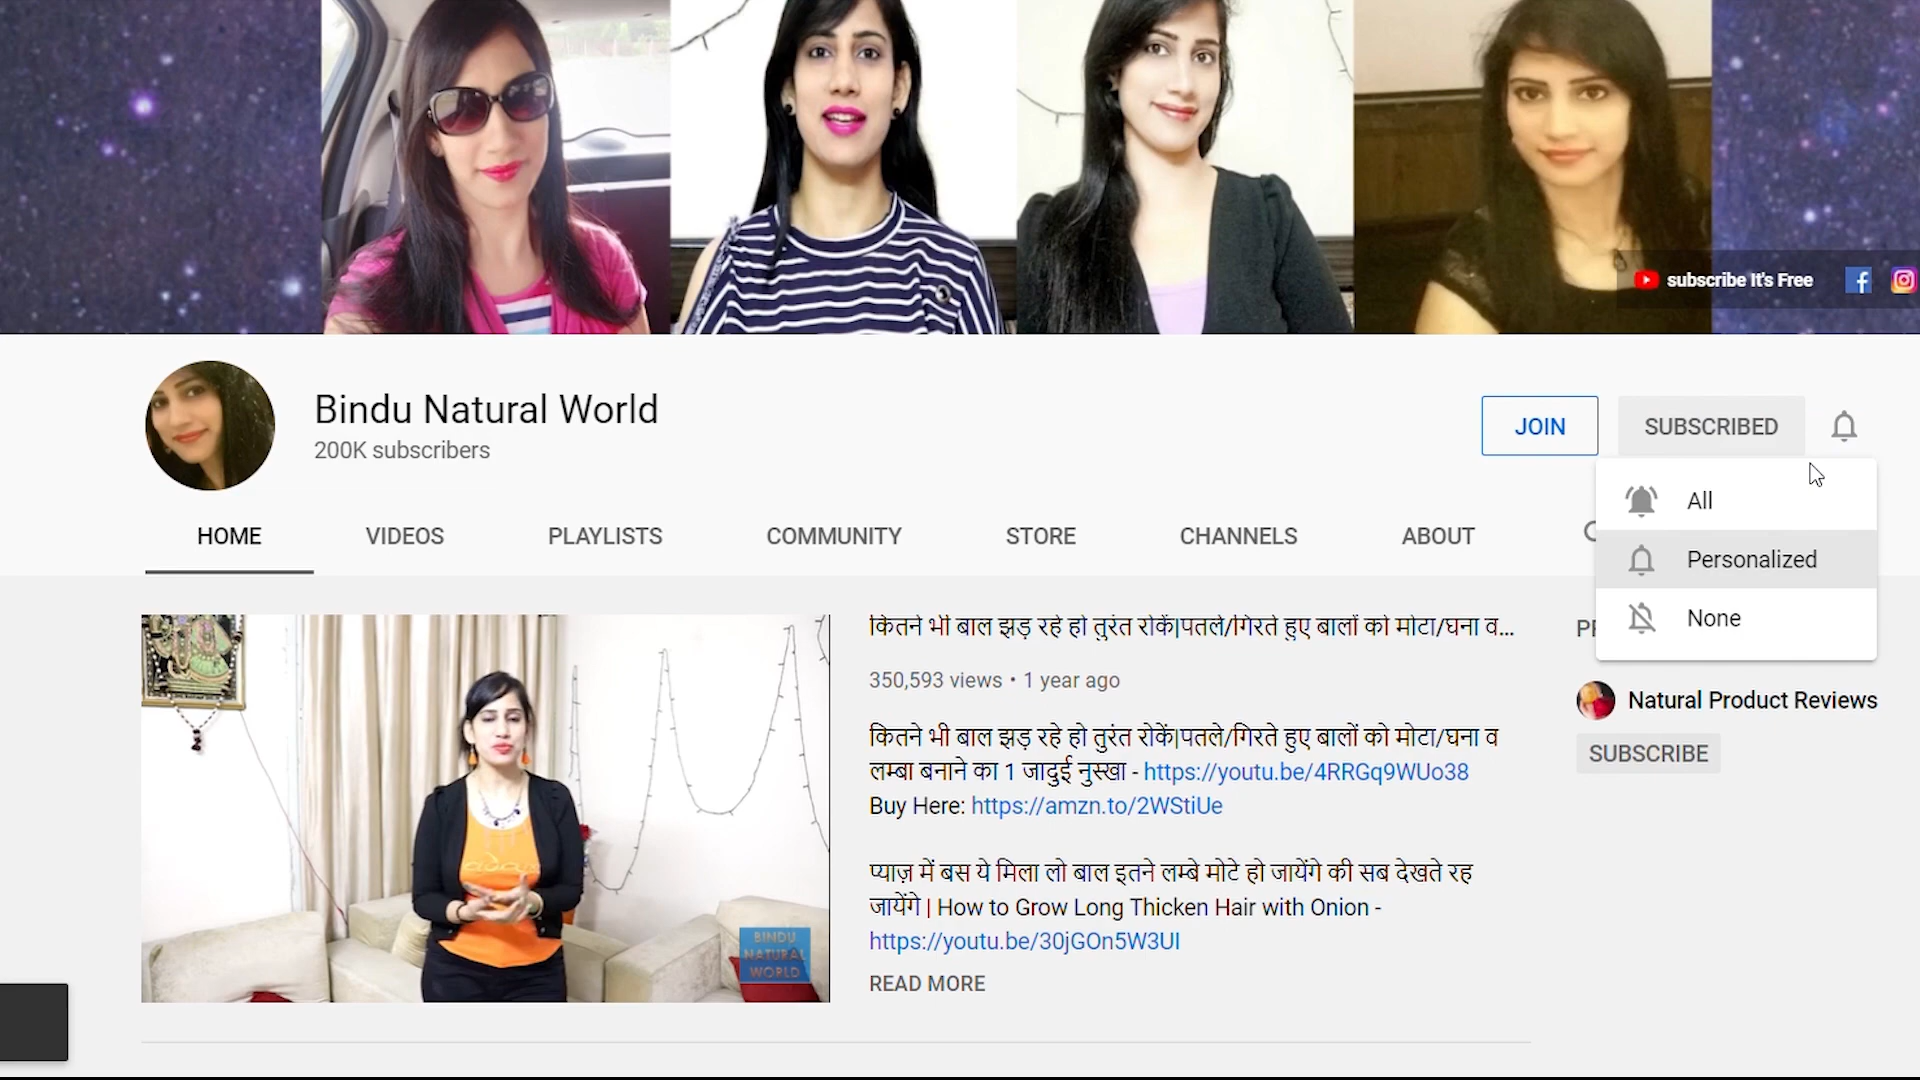 subscribe It's Free
Bindu Natural World
200K subscribers
JOIN
SUBSCRIBED
HOME
VIDEOS
PLAYLISTS
COMMUNITY
STORE
CHANNELS
ABOUT
All
Personalized
None
कितने भी बाल झड़ रहे हो तुरंत रोकें|पतले/गिरते हुए बालों को मोटा/घना व...
350,593 views • 1 year ago
कितने भी बाल झड़ रहे हो तुरंत रोकें|पतले/गिरते हुए बालों को मोटा/घना व
लम्बा बनाने का 1 जादुई नुस्खा - https://youtu.be/4RRGq9WUo38
Buy Here: https://amzn.to/2WStiUe
प्याज़ में बस ये मिला लो बाल इतने लम्बे मोटे हो जायेंगे की सब देखते रह
जायेंगे | How to Grow Long Thicken Hair with Onion -
https://youtu.be/30jGOn5W3UI
READ MORE
Natural Product Reviews
SUBSCRIBE
BINDU
NATURAL
WORLD